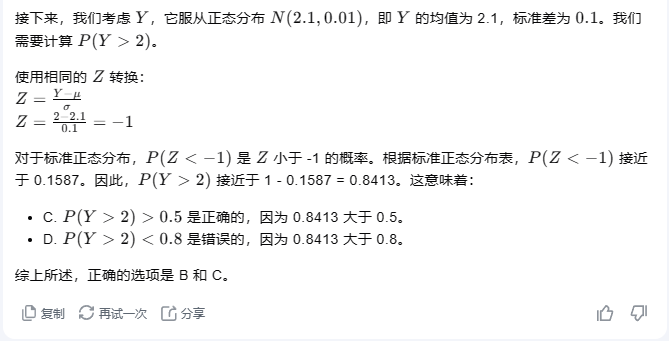 接下来，我们考虑 Y，它服从正态分布 N(2.1, 0.01)，即 Y 的均值为 2.1，标准差为 0.1。我们
需要计算 P(Y > 2)。
使用相同的 Z 转换：
Z = \frac{Y-μ}{σ}
Z = \frac{2-2.1}{0.1} = −1
对于标准正态分布，P(Z < −1) 是 Z 小于 -1 的概率。根据标准正态分布表，P(Z < −1) 接近
于 0.1587。因此，P(Y > 2) 接近于 1 - 0.1587 = 0.8413。这意味着：
• C. P(Y > 2) > 0.5 是正确的，因为 0.8413 大于 0.5。
• D. P(Y > 2) < 0.8 是错误的，因为 0.8413 大于 0.8。
综上所述，正确的选项是 B 和 C。
复制 再试一次 分享